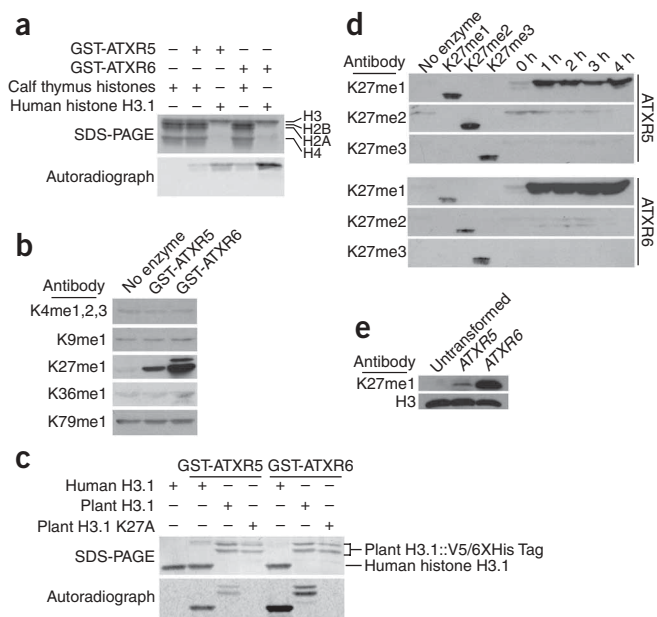 a
GST-ATXR5 – + + – –
GST-ATXR6 – – – + +
Calf thymus histones + + – + –
Human histone H3.1 – – + – +
SDS-PAGE
H3
H2B
H2A
H4
Autoradiograph
b
Antibody
No enzyme
GST-ATXR5
GST-ATXR6
K4me1,2,3
K9me1
K27me1
K36me1
K79me1
c
GST-ATXR5 GST-ATXR6
Human H3.1 + + – – + – –
Plant H3.1 – – + – – + –
Plant H3.1 K27A – – – + – – +
SDS-PAGE
Plant H3.1::V5/6XHis Tag
Human histone H3.1
Autoradiograph
d
Antibody
No enzyme
K27me1
K27me2
K27me3
0 h
1 h
2 h
3 h
4 h
K27me1
K27me2
K27me3
ATXR5
K27me1
K27me2
K27me3
ATXR6
e
Antibody
Untransformed
ATXR5
ATXR6
K27me1
H3